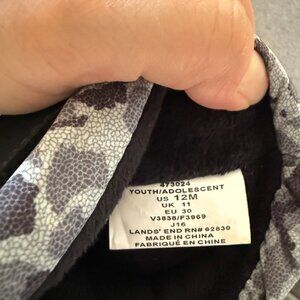 473024
YOUTH/ADOLESCENT
US 12M
UK 11
EU 30
V3836/F3969
J16
LANDS' END RN# 62830
MADE IN CHINA
FABRIQUÉ EN CHINE